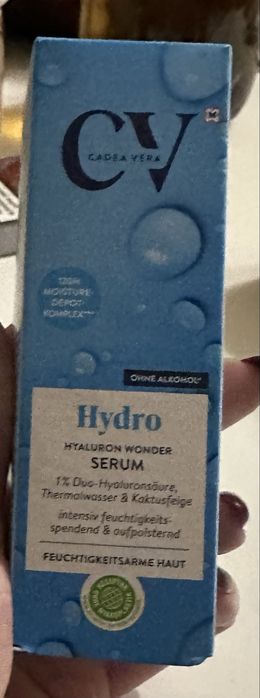 CV
CADEA VERA
120H
MOISTURE-
DEPOT-
KOMPLEX***
OHNE ALKOHOL*
Hydro
HYALURON WONDER
SERUM
1% Duo-Hyaluronsäure,
Thermalwasser & Kaktusfeige
intensiv feuchtigkeits-
spendend & aufpolsternd
FEUCHTIGKEITSARME HAUT